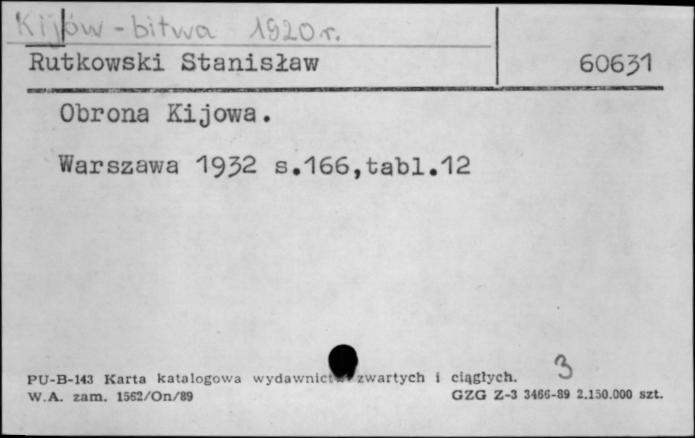 Kijów - bitwa 1920 r.
Rutkowski Stanisław 60631
Obrona Kijowa.
Warszawa 1932 s.166,tabl.12
3
PU-B-143 Karta katalogowa wydawnictw zwartych i ciągłych.
W.A. zam. 1562/On/89 GZG Z-3 3466-89 2.150.000 szt.